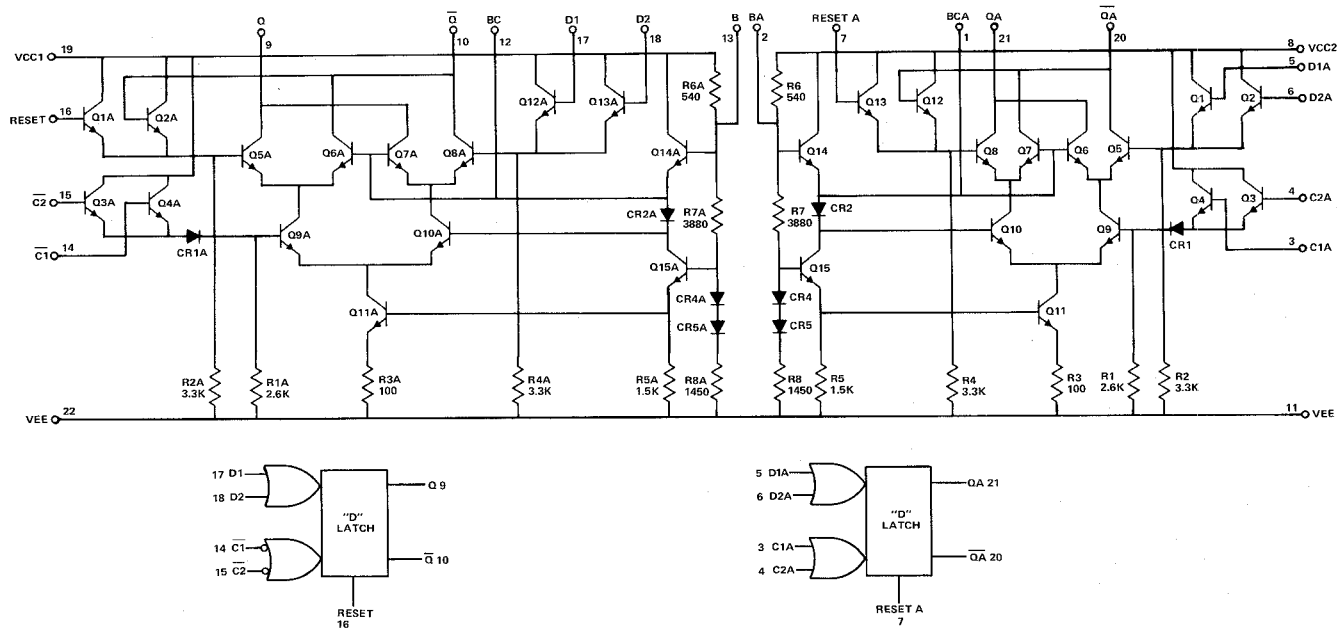 Q Q BC D1 D2 B BA RESET A BCA QA QA
9 10 12 17 18 13 2 7 1 21 20
VCC1 19
8 VCC2
5 D1A
R6A 540
R6 540
Q12A Q13A
Q13 Q12
Q1 Q2
6 D2A
RESET 16
Q1A Q2A
Q5A Q6A Q7A Q8A
Q14A
Q14
Q8 Q7 Q6 Q5
C2 15
Q3A Q4A
Q4 Q3
4 C2A
CR2A
R7A 3880
R7 3880
CR2
C1 14
CR1A
Q9A Q10A
Q10 Q9
CR1
3 C1A
Q15A
Q15
CR4A
CR4
CR5A
CR5
Q11A
Q11
R2A 3.3K
R1A 2.6K
R3A 100
R4A 3.3K
R5A 1.5K
R8A 1450
R8 1450
R5 1.5K
R4 3.3K
R3 100
R1 2.6K
R2 3.3K
VEE 22
11 VEE
17 D1
18 D2
14 C1
15 C2
"D"
LATCH
Q 9
Q 10
RESET
16
5 D1A
6 D2A
3 C1A
4 C2A
"D"
LATCH
QA 21
QA 20
RESET A
7